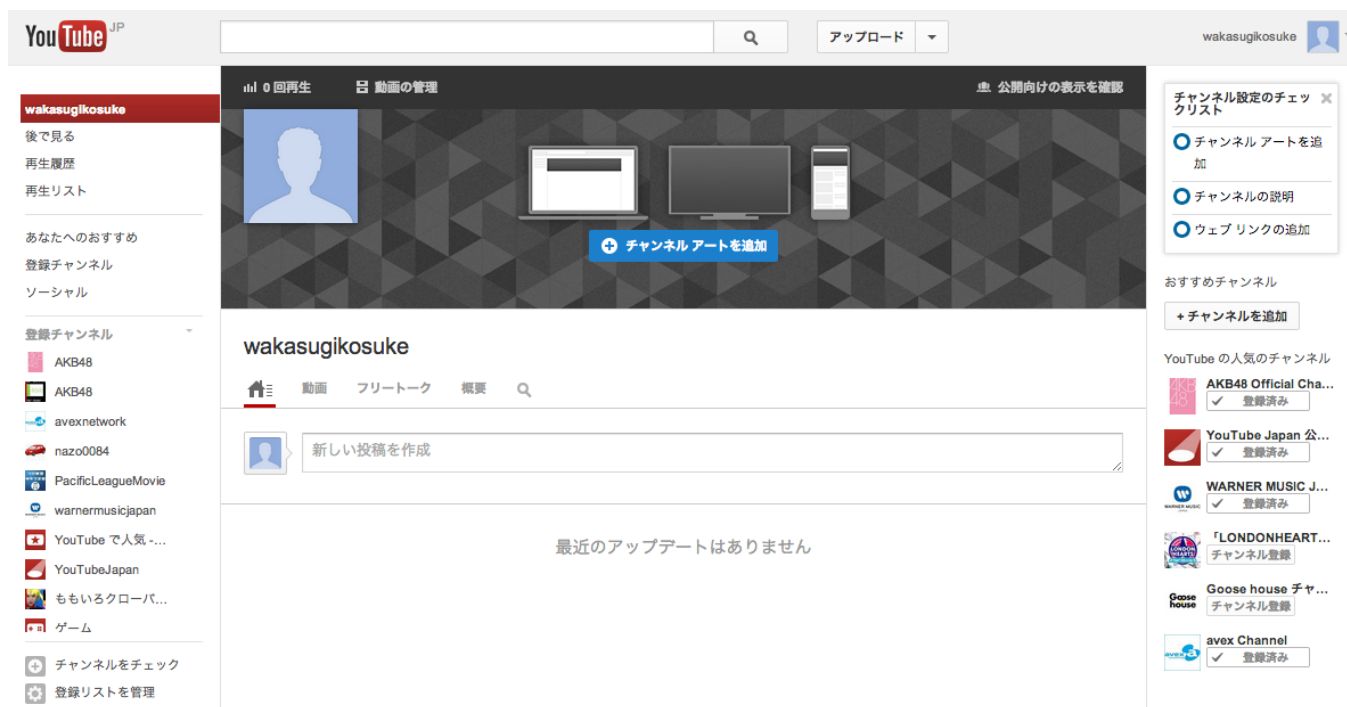 YouTube JP
アップロード
wakasugikosuke
wakasugikosuke
後で見る
再生履歴
再生リスト
あなたへのおすすめ
登録チャンネル
ソーシャル
登録チャンネル
AKB48
AKB48
avexnetwork
nazo0084
PacificLeagueMovie
warnermusicjapan
YouTube で人気 -...
YouTubeJapan
ももいろクローバ...
ゲーム
チャンネルをチェック
登録リストを管理
0 回再生
動画の管理
公開向けの表示を確認
チャンネル アートを追加
wakasugikosuke
動画
フリートーク
概要
新しい投稿を作成
最近のアップデートはありません
チャンネル設定のチェッ
クリスト
チャンネル アートを追
加
チャンネルの説明
ウェブ リンクの追加
おすすめチャンネル
+ チャンネルを追加
YouTube の人気のチャンネル
AKB48
AKB48 Official Cha...
登録済み
YouTube Japan 公...
登録済み
WARNER MUSIC
WARNER MUSIC J...
登録済み
LONDON
HEARTS
「LONDONHEART...
チャンネル登録
Goose
house
Goose house チャ...
チャンネル登録
avex
avex Channel
登録済み